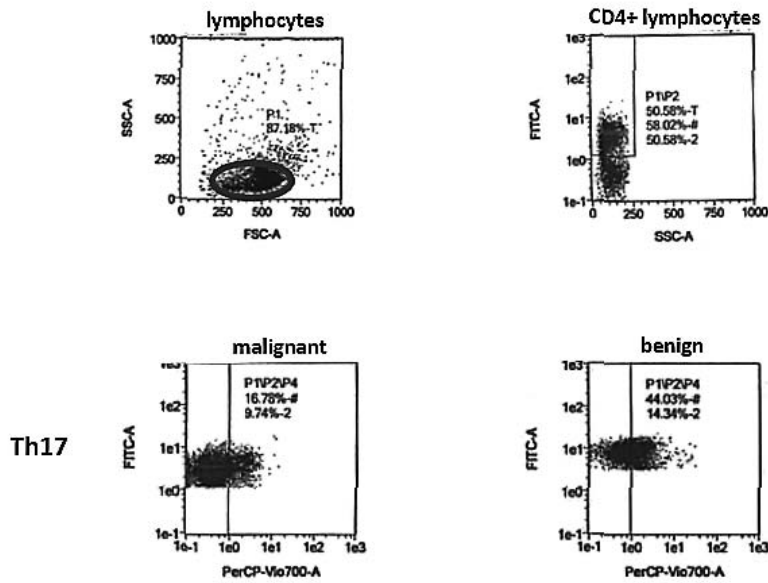 lymphocytes
1000
750
500
250
0
SSC-A
P1
87.18%-T
0 250 500 750 1000
FSC-A
CD4+ lymphocytes
1e3
1e2
1e1
1e0
1e-1
FITC-A
P1\P2
50.58%-T
58.02%-#
50.58%-2
0 250 500 750 1000
SSC-A
Th17
malignant
1e3
1e2
1e1
1e0
1e-1
FITC-A
P1\P2\P4
16.78%-#
9.74%-2
1e-1 1e0 1e1 1e2 1e3
PerCP-Vio700-A
benign
1e3
1e2
1e1
1e0
1e-1
FITC-A
P1\P2\P4
44.03%-#
14.34%-2
1e-1 1e0 1e1 1e2 1e3
PerCP-Vio700-A